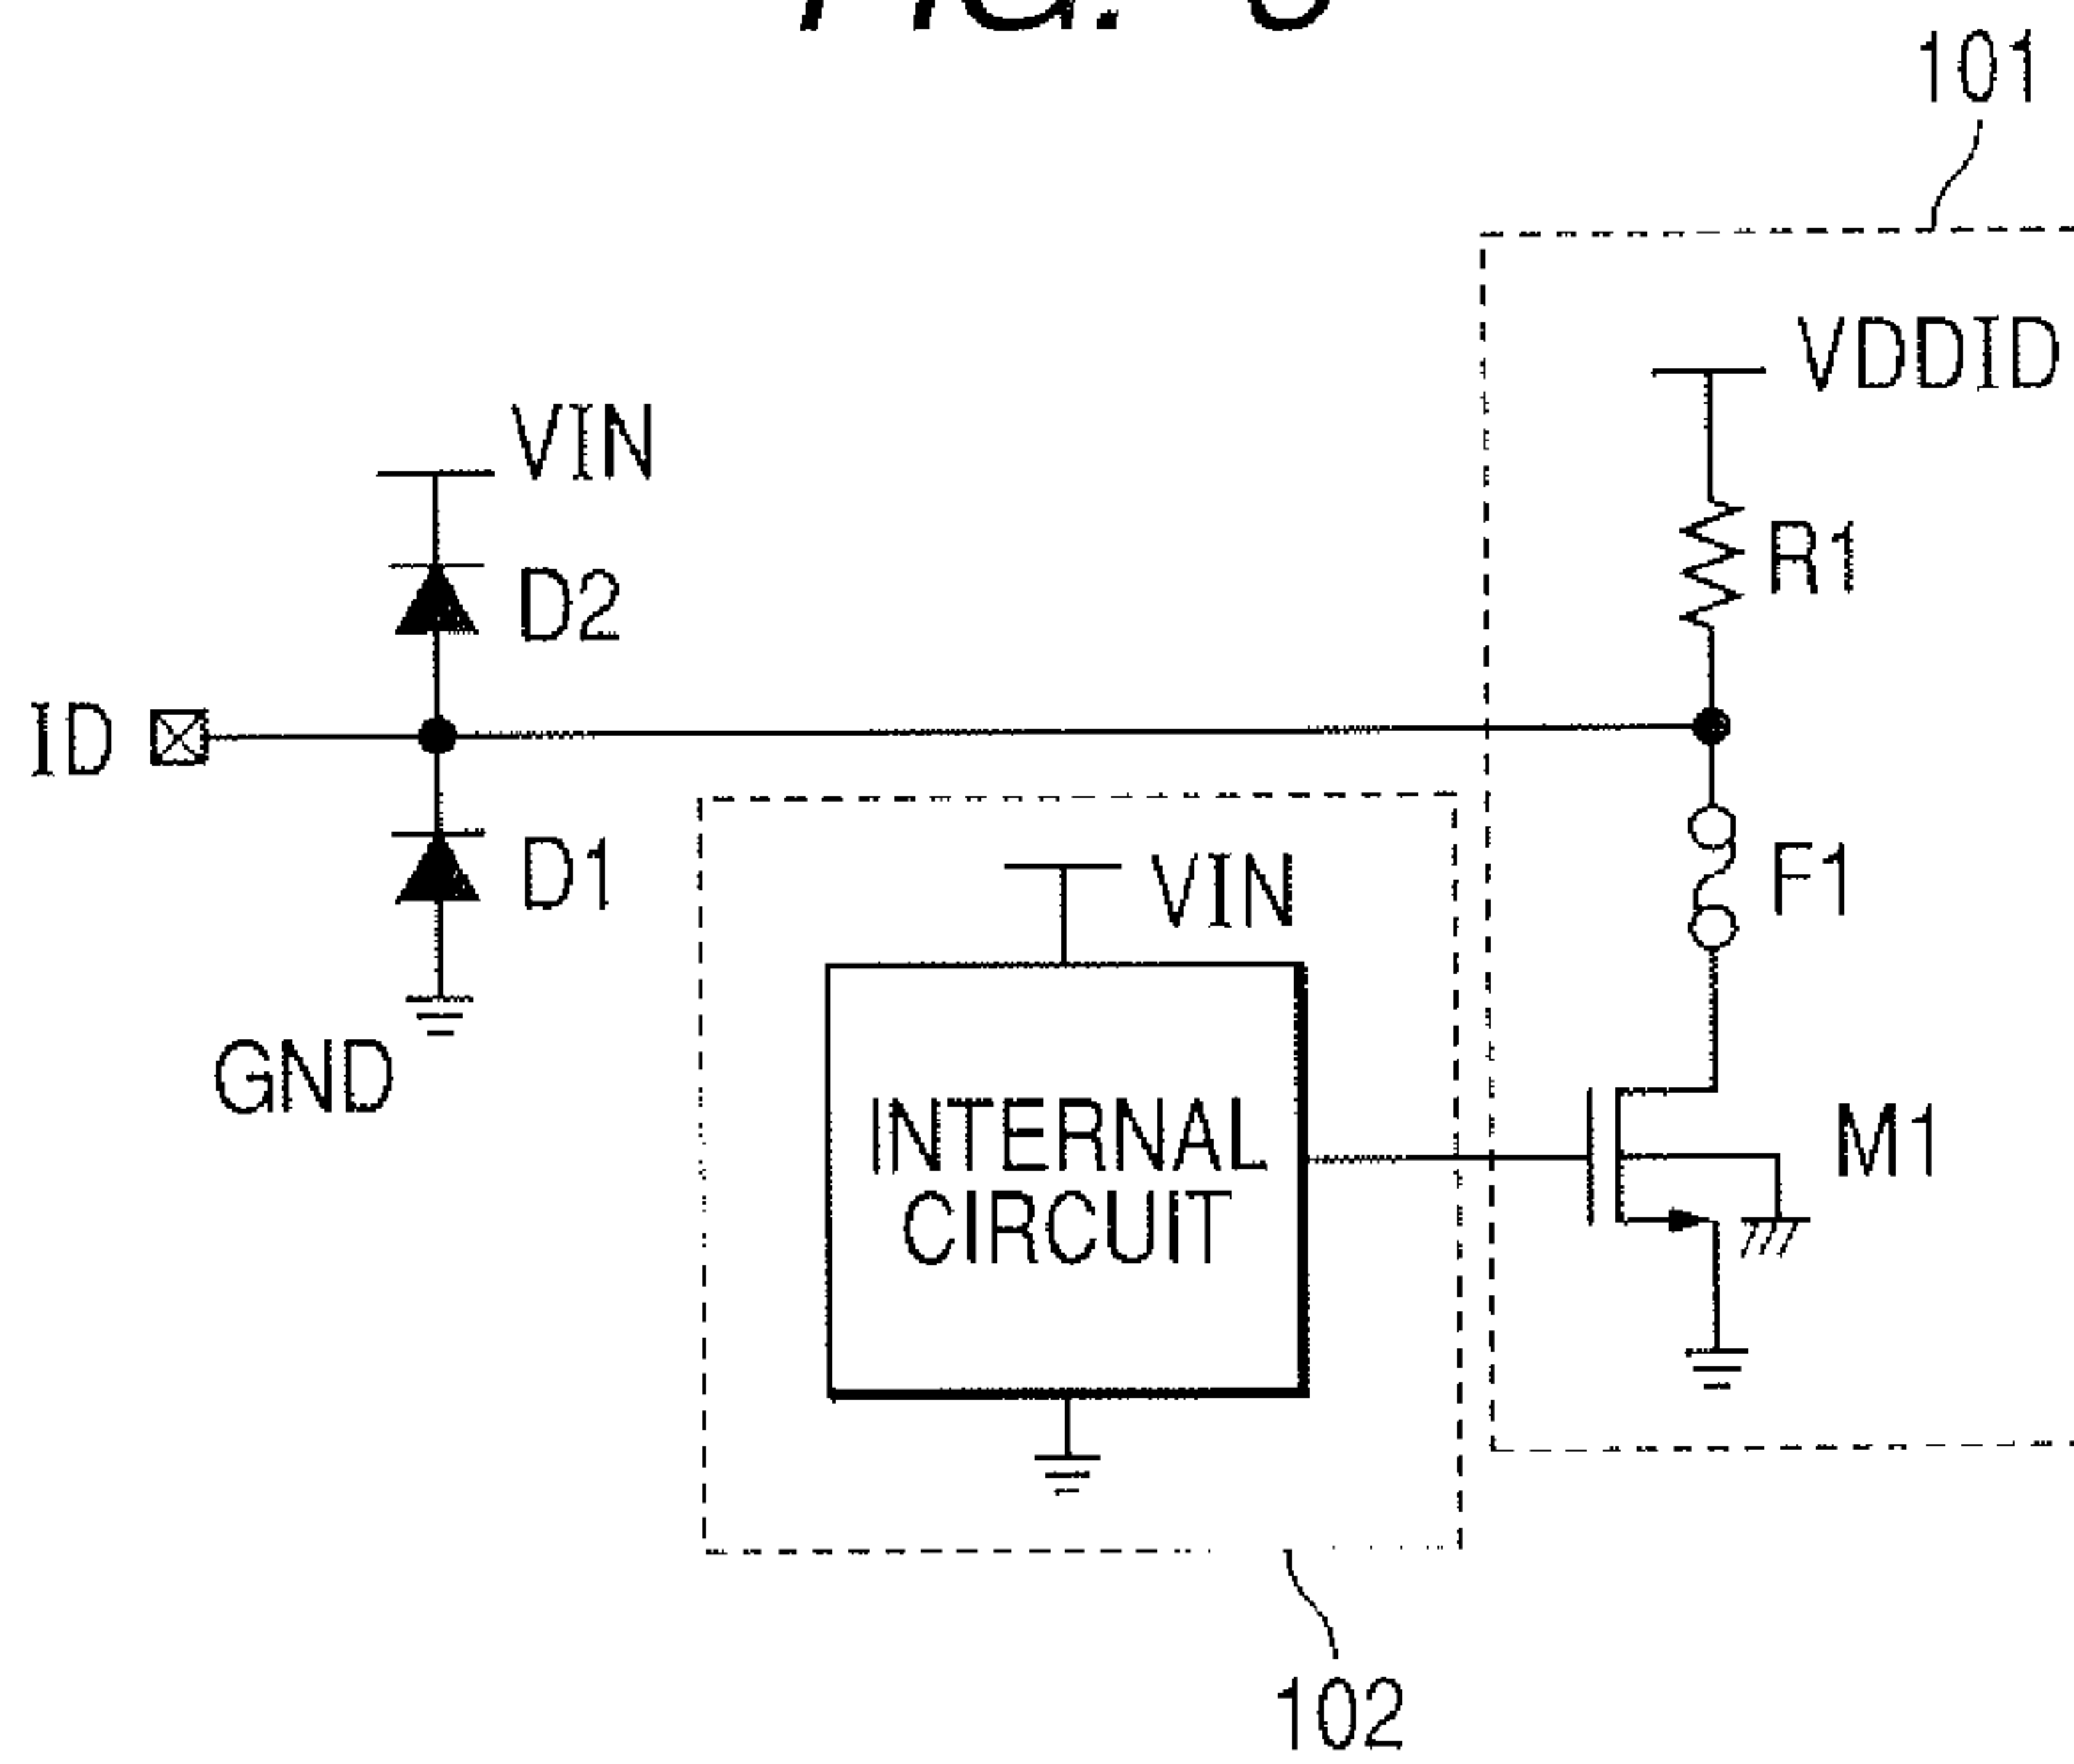 101
VDDID
VIN
R1
D2
ID
D1
VIN
F1
GND
INTERNAL
CIRCUIT
M1
102